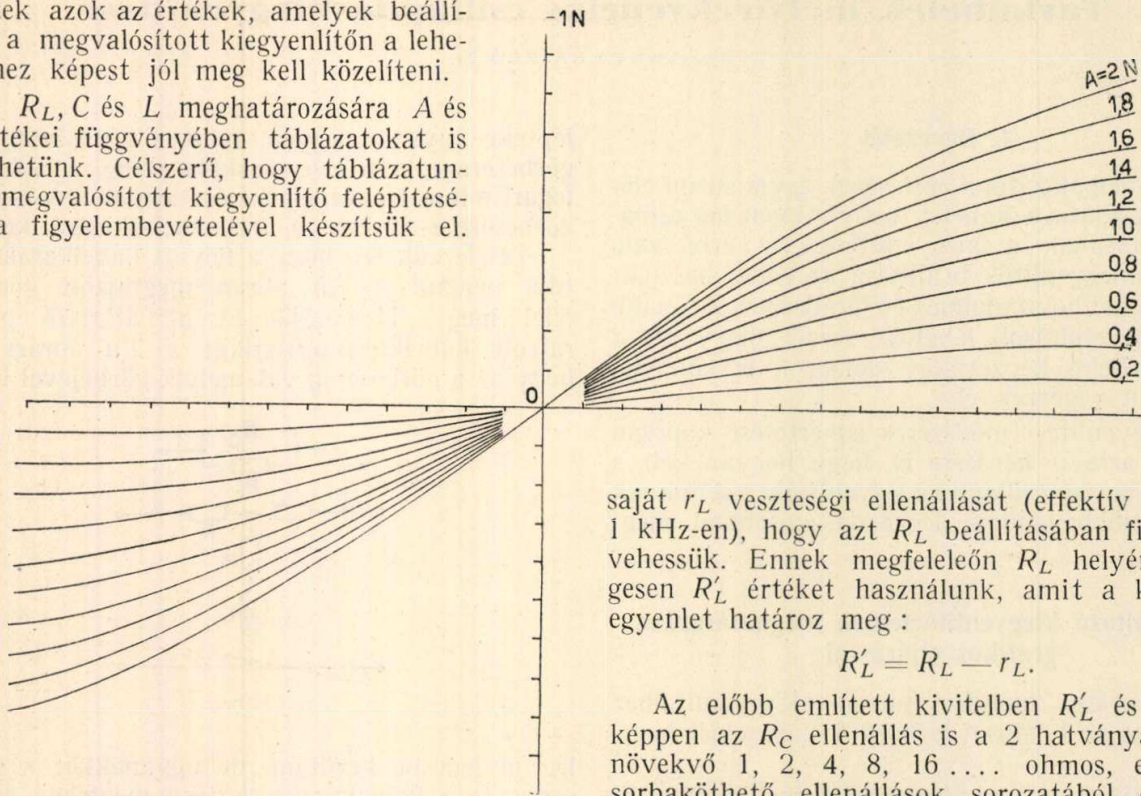 ek azok az értékek, amelyek beállí-
a megvalósított kiegyenlítőn a lehe-
hez képest jól meg kell közelíteni.
R_L, C és L meghatározására A és
tékei függvényében táblázatokat is
hetünk. Célszerű, hogy táblázatun-
megvalósított kiegyenlítő felépítésé-
a figyelembevételével készítsük el.
-1N
A=2N
1,8
1,6
1,4
1,2
1,0
0,8
0,6
0,4
0,2
0
saját r_L veszteségi ellenállását (effektív
1 kHz-en), hogy azt R_L beállításában fi
vehessük. Ennek megfeleleőn R_L helyé
gesen R'_L értéket használunk, amit a k
egyenlet határoz meg :
R'_L = R_L — r_L.
Az előbb említett kivitelben R'_L és
képpen az R_C ellenállás is a 2 hatvány
növekvő 1, 2, 4, 8, 16 .... ohmos, e
sorbaköthető ellenállások sorozatából